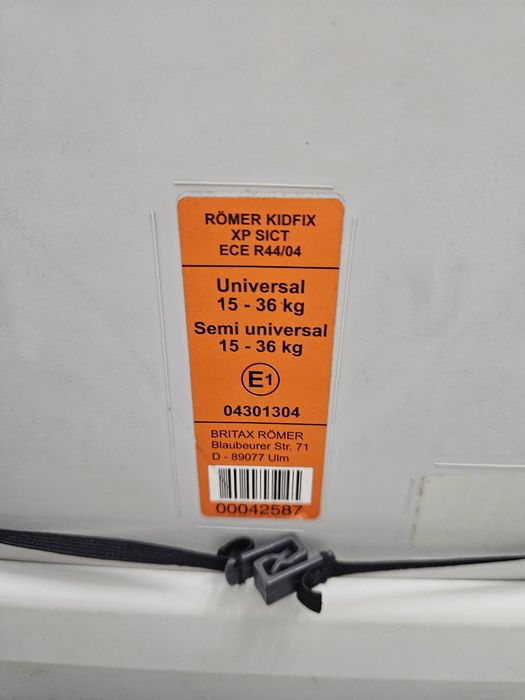 RÖMER KIDFIX
XP SICT
ECE R44/04
Universal
15 - 36 kg
Semi universal
15 - 36 kg
E1
04301304
BRITAX RÖMER
Blaubeurer Str. 71
D - 89077 Ulm
00042587